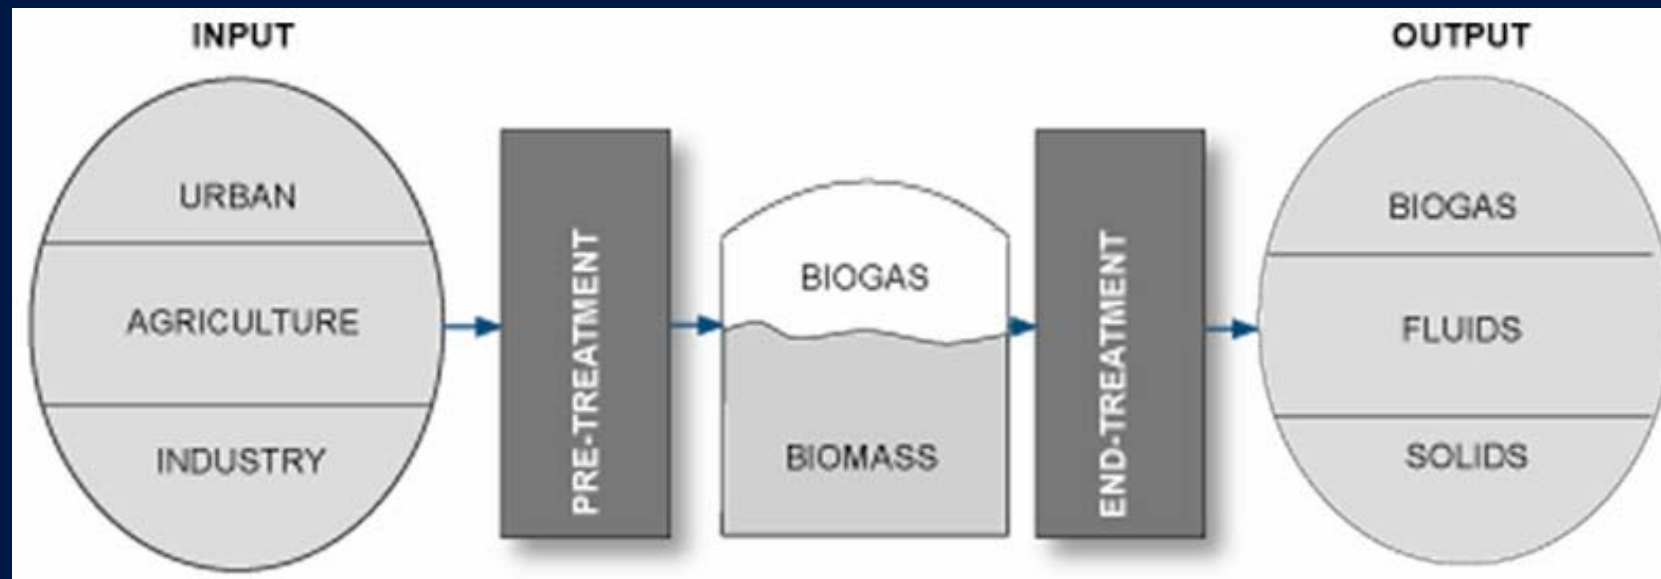 INPUT
URBAN
AGRICULTURE
INDUSTRY
PRE-TREATMENT
BIOGAS
BIOMASS
END-TREATMENT
OUTPUT
BIOGAS
FLUIDS
SOLIDS